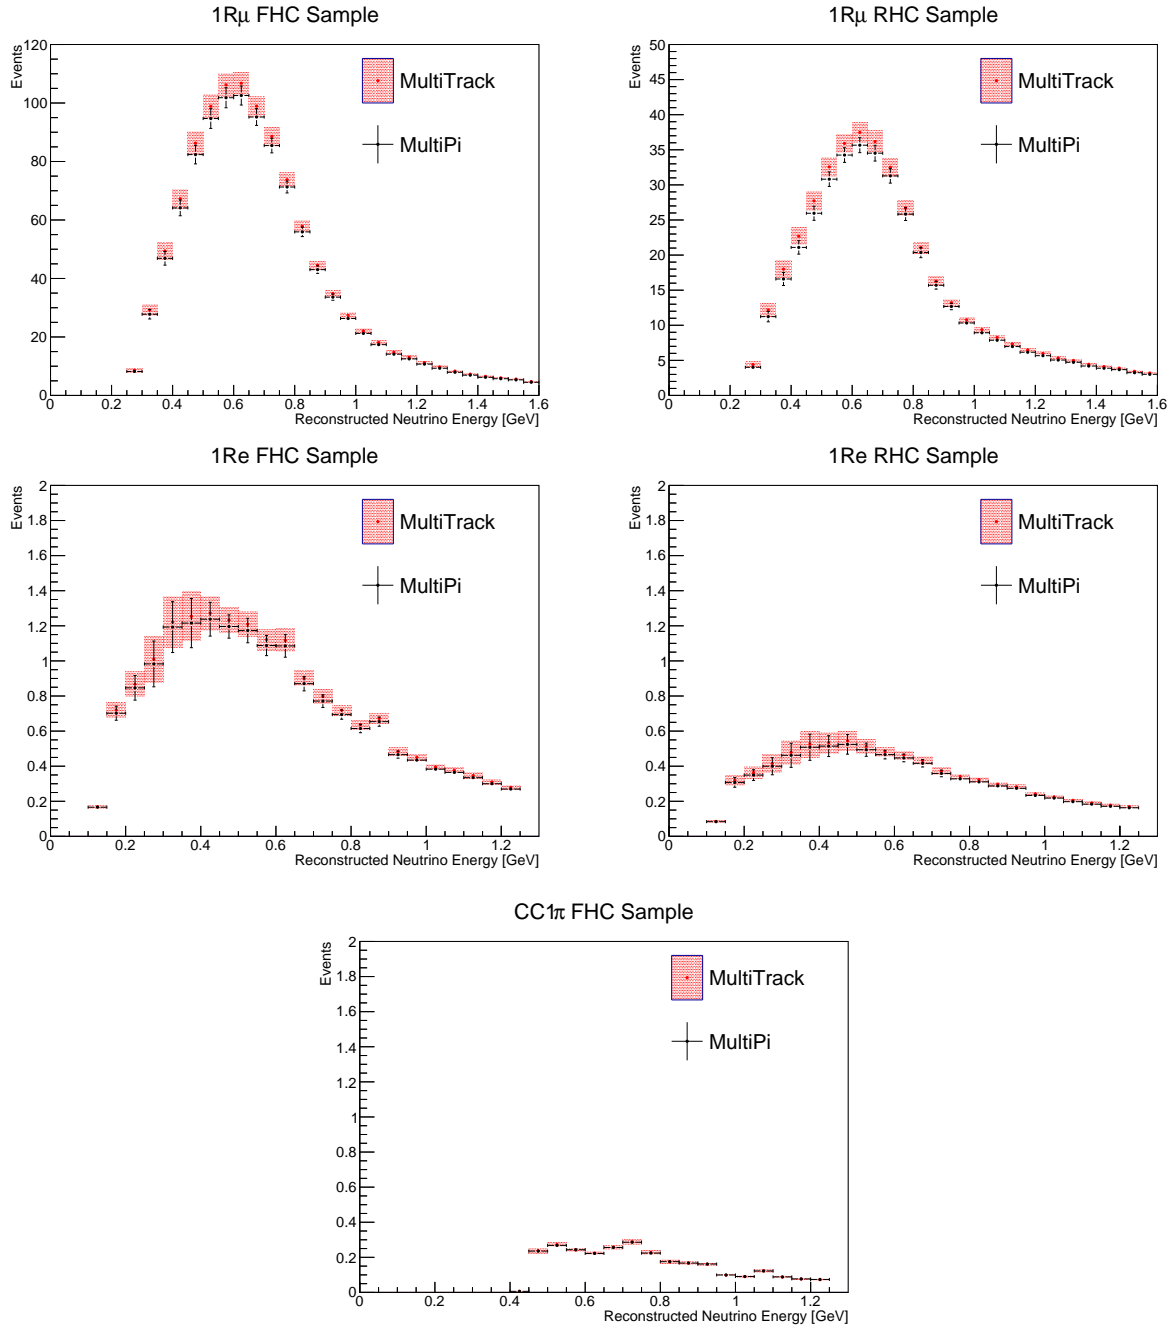 1Rμ FHC Sample
Events
120
100
80
60
40
20
0
MultiTrack
MultiPi
0 0.2 0.4 0.6 0.8 1 1.2 1.4 1.6
Reconstructed Neutrino Energy [GeV]
1Rμ RHC Sample
Events
50
45
40
35
30
25
20
15
10
5
0
MultiTrack
MultiPi
0 0.2 0.4 0.6 0.8 1 1.2 1.4 1.6
Reconstructed Neutrino Energy [GeV]
1Re FHC Sample
Events
2
1.8
1.6
1.4
1.2
1
0.8
0.6
0.4
0.2
0
MultiTrack
MultiPi
0 0.2 0.4 0.6 0.8 1 1.2
Reconstructed Neutrino Energy [GeV]
1Re RHC Sample
Events
2
1.8
1.6
1.4
1.2
1
0.8
0.6
0.4
0.2
0
MultiTrack
MultiPi
0 0.2 0.4 0.6 0.8 1 1.2
Reconstructed Neutrino Energy [GeV]
CC1π FHC Sample
Events
2
1.8
1.6
1.4
1.2
1
0.8
0.6
0.4
0.2
0
MultiTrack
MultiPi
0 0.2 0.4 0.6 0.8 1 1.2
Reconstructed Neutrino Energy [GeV]